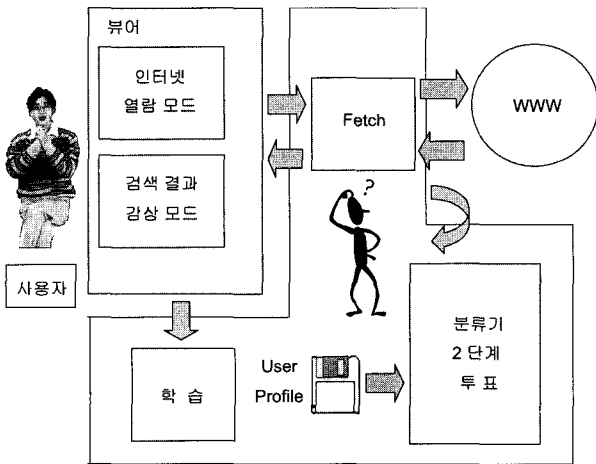 뷰어
인터넷
열람 모드
검색 결과
감상 모드
사용자
Fetch
WWW
?
학 습
User
Profile
분류기
2 단계
투 표